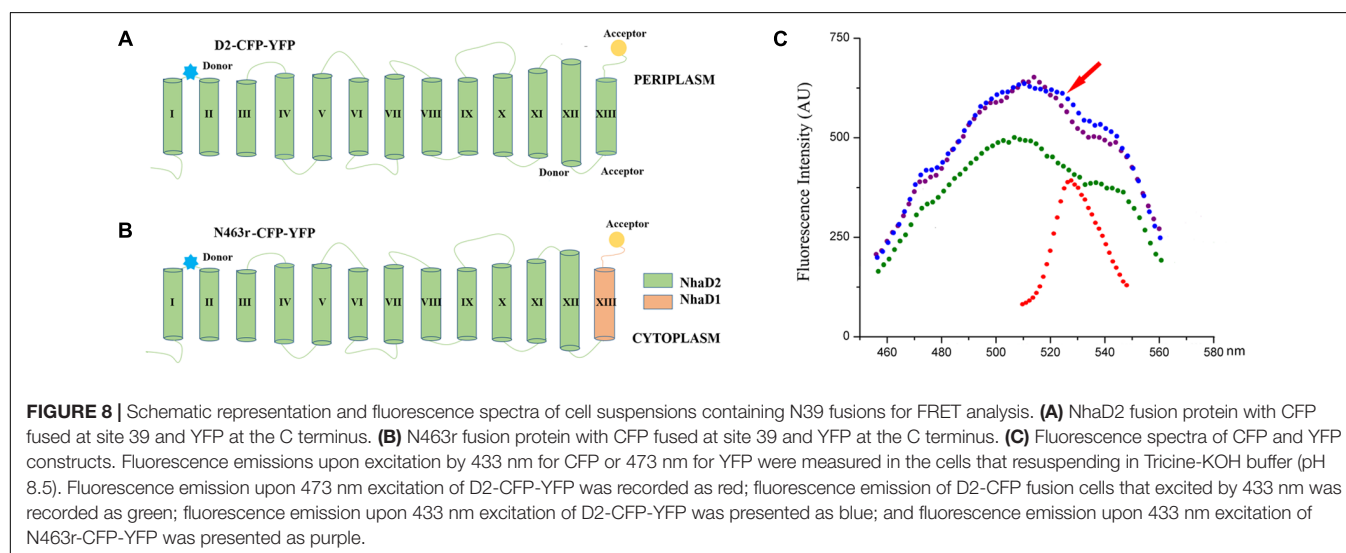 A
D2-CFP-YFP
Donor
Acceptor
PERIPLASM
I II III IV V VI VII VIII IX X XI XII XIII
Donor
Acceptor
B
N463r-CFP-YFP
Donor
Acceptor
I II III IV V VI VII VIII IX X XI XII XIII
NhaD2
NhaD1
CYTOPLASM
C
Fluorescence Intensity (AU)
750
500
250
0
460 480 500 520 540 560 580 nm
FIGURE 8 | Schematic representation and fluorescence spectra of cell suspensions containing N39 fusions for FRET analysis. (A) NhaD2 fusion protein with CFP
fused at site 39 and YFP at the C terminus. (B) N463r fusion protein with CFP fused at site 39 and YFP at the C terminus. (C) Fluorescence spectra of CFP and YFP
constructs. Fluorescence emissions upon excitation by 433 nm for CFP or 473 nm for YFP were measured in the cells that resuspending in Tricine-KOH buffer (pH
8.5). Fluorescence emission upon 473 nm excitation of D2-CFP-YFP was recorded as red; fluorescence emission of D2-CFP fusion cells that excited by 433 nm was
recorded as green; fluorescence emission upon 433 nm excitation of D2-CFP-YFP was presented as blue; and fluorescence emission upon 433 nm excitation of
N463r-CFP-YFP was presented as purple.